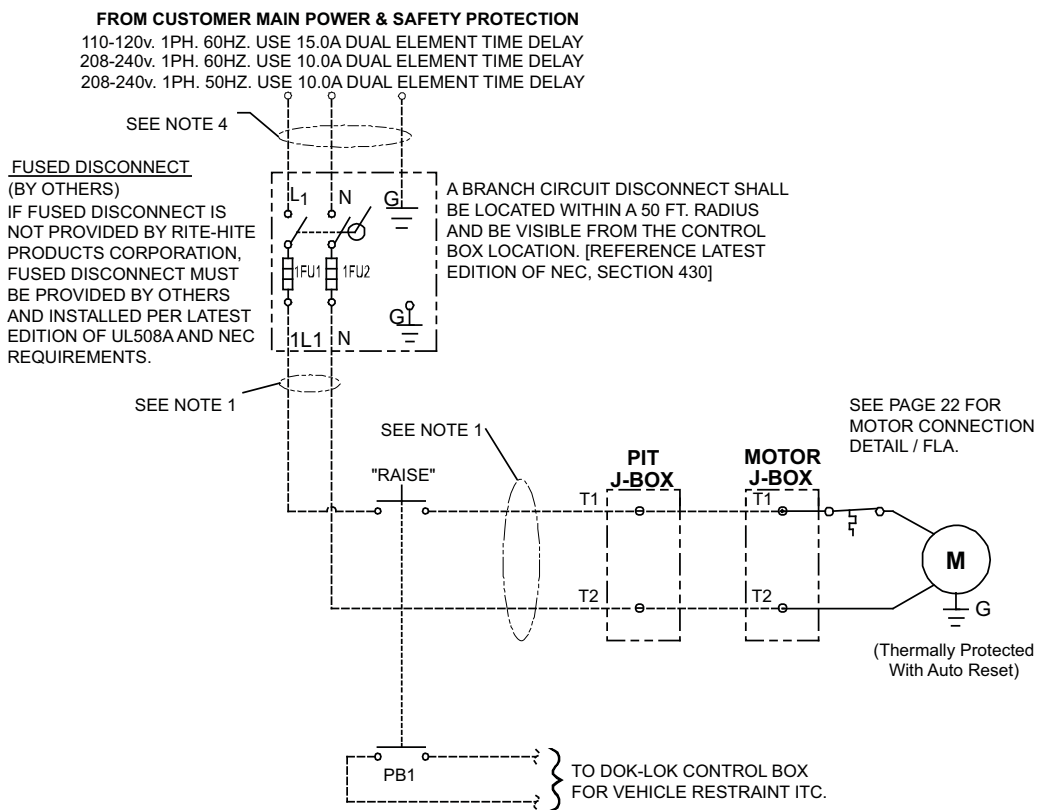 FROM CUSTOMER MAIN POWER & SAFETY PROTECTION
110-120v. 1PH. 60HZ. USE 15.0A DUAL ELEMENT TIME DELAY
208-240v. 1PH. 60HZ. USE 10.0A DUAL ELEMENT TIME DELAY
208-240v. 1PH. 50HZ. USE 10.0A DUAL ELEMENT TIME DELAY
SEE NOTE 4
FUSED DISCONNECT
(BY OTHERS)
IF FUSED DISCONNECT IS
NOT PROVIDED BY RITE-HITE
PRODUCTS CORPORATION,
FUSED DISCONNECT MUST
BE PROVIDED BY OTHERS
AND INSTALLED PER LATEST
EDITION OF UL508A AND NEC
REQUIREMENTS.
L1 N G
1FU1 1FU2
G
1L1 N
A BRANCH CIRCUIT DISCONNECT SHALL
BE LOCATED WITHIN A 50 FT. RADIUS
AND BE VISIBLE FROM THE CONTROL
BOX LOCATION. [REFERENCE LATEST
EDITION OF NEC, SECTION 430]
SEE NOTE 1
SEE NOTE 1
"RAISE"
PIT
J-BOX
MOTOR
J-BOX
SEE PAGE 22 FOR
MOTOR CONNECTION
DETAIL / FLA.
T1 T1
M
T2 T2
G
(Thermally Protected
With Auto Reset)
PB1
TO DOK-LOK CONTROL BOX
FOR VEHICLE RESTRAINT ITC.